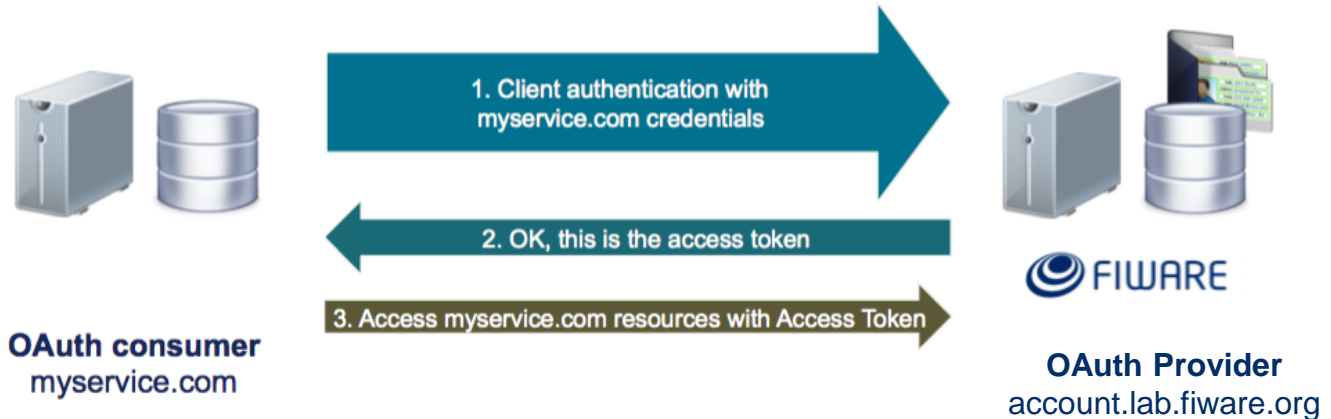 1. Client authentication with
myservice.com credentials
2. OK, this is the access token
FIWARE
3. Access myservice.com resources with Access Token
OAuth consumer
myservice.com
OAuth Provider
account.lab.fiware.org